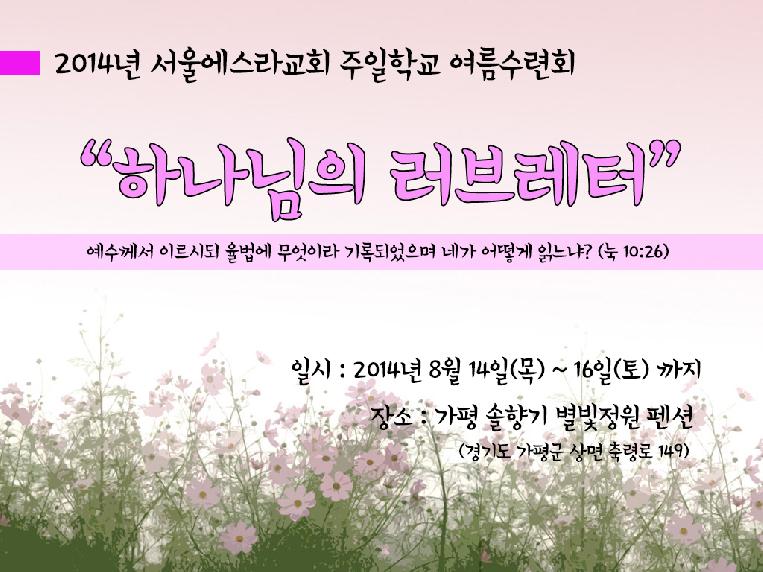 2014년 서울에스라교회 주일학교 여름수련회
“하나님의 러브레터”
예수께서 이르시되 율법에 무엇이라 기록되었으며 네가 어떻게 읽느냐? (눅 10:26)
일시 : 2014년 8월 14일(목) ~ 16일(토) 까지
장소 : 가평 솔향기 별빛정원 펜션
(경기도 가평군 상면 축령로 149)